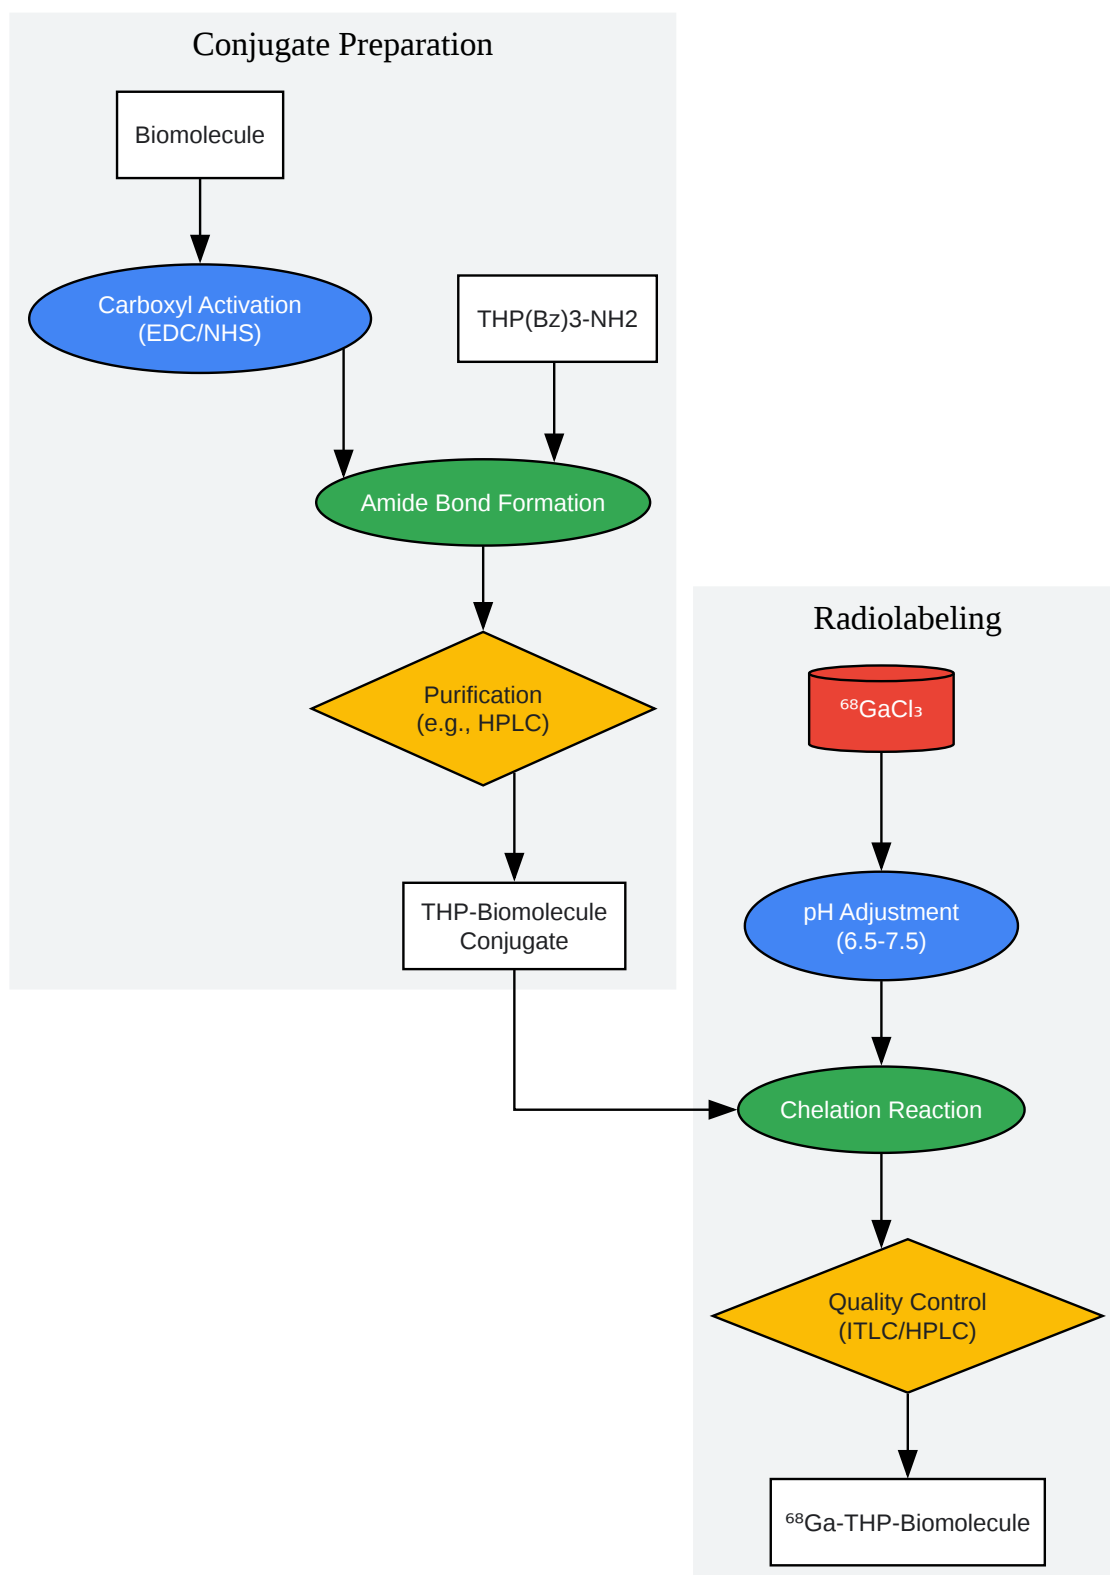 Conjugate Preparation
Biomolecule
Carboxyl Activation
(EDC/NHS)
THP(Bz)3-NH2
Amide Bond Formation
Purification
(e.g., HPLC)
THP-Biomolecule
Conjugate
Radiolabeling
⁶⁸GaCl₃
pH Adjustment
(6.5-7.5)
Chelation Reaction
Quality Control
(ITLC/HPLC)
⁶⁸Ga-THP-Biomolecule